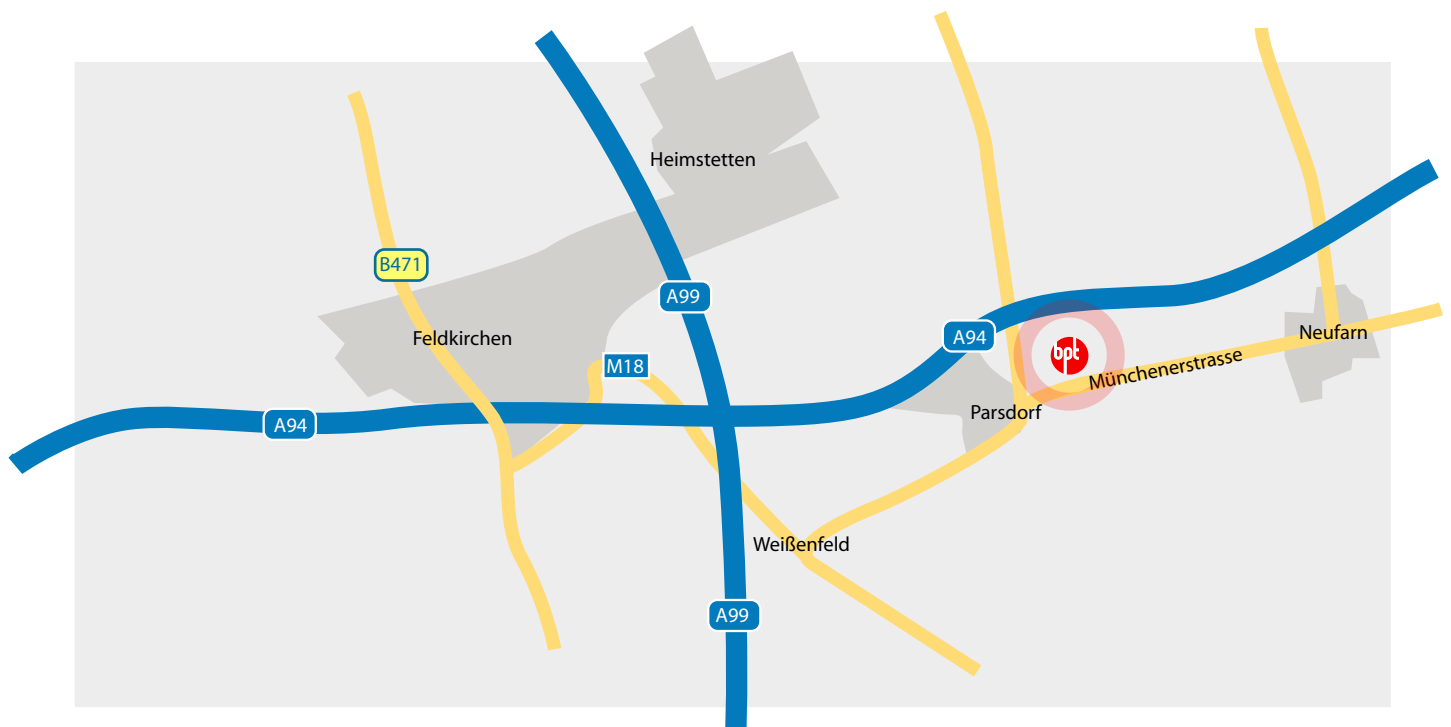 Heimstetten
B471
A99
Feldkirchen
A94
bpt
Neufarn
M18
Münchenerstrasse
Parsdorf
A94
Weißenfeld
A99